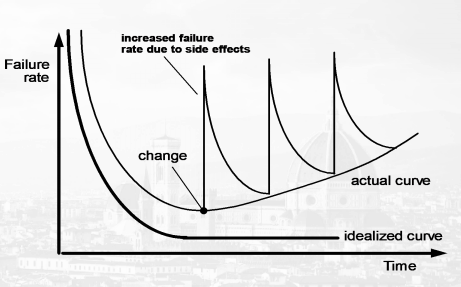 increased failure
rate due to side effects
Failure
rate
change
actual curve
idealized curve
Time